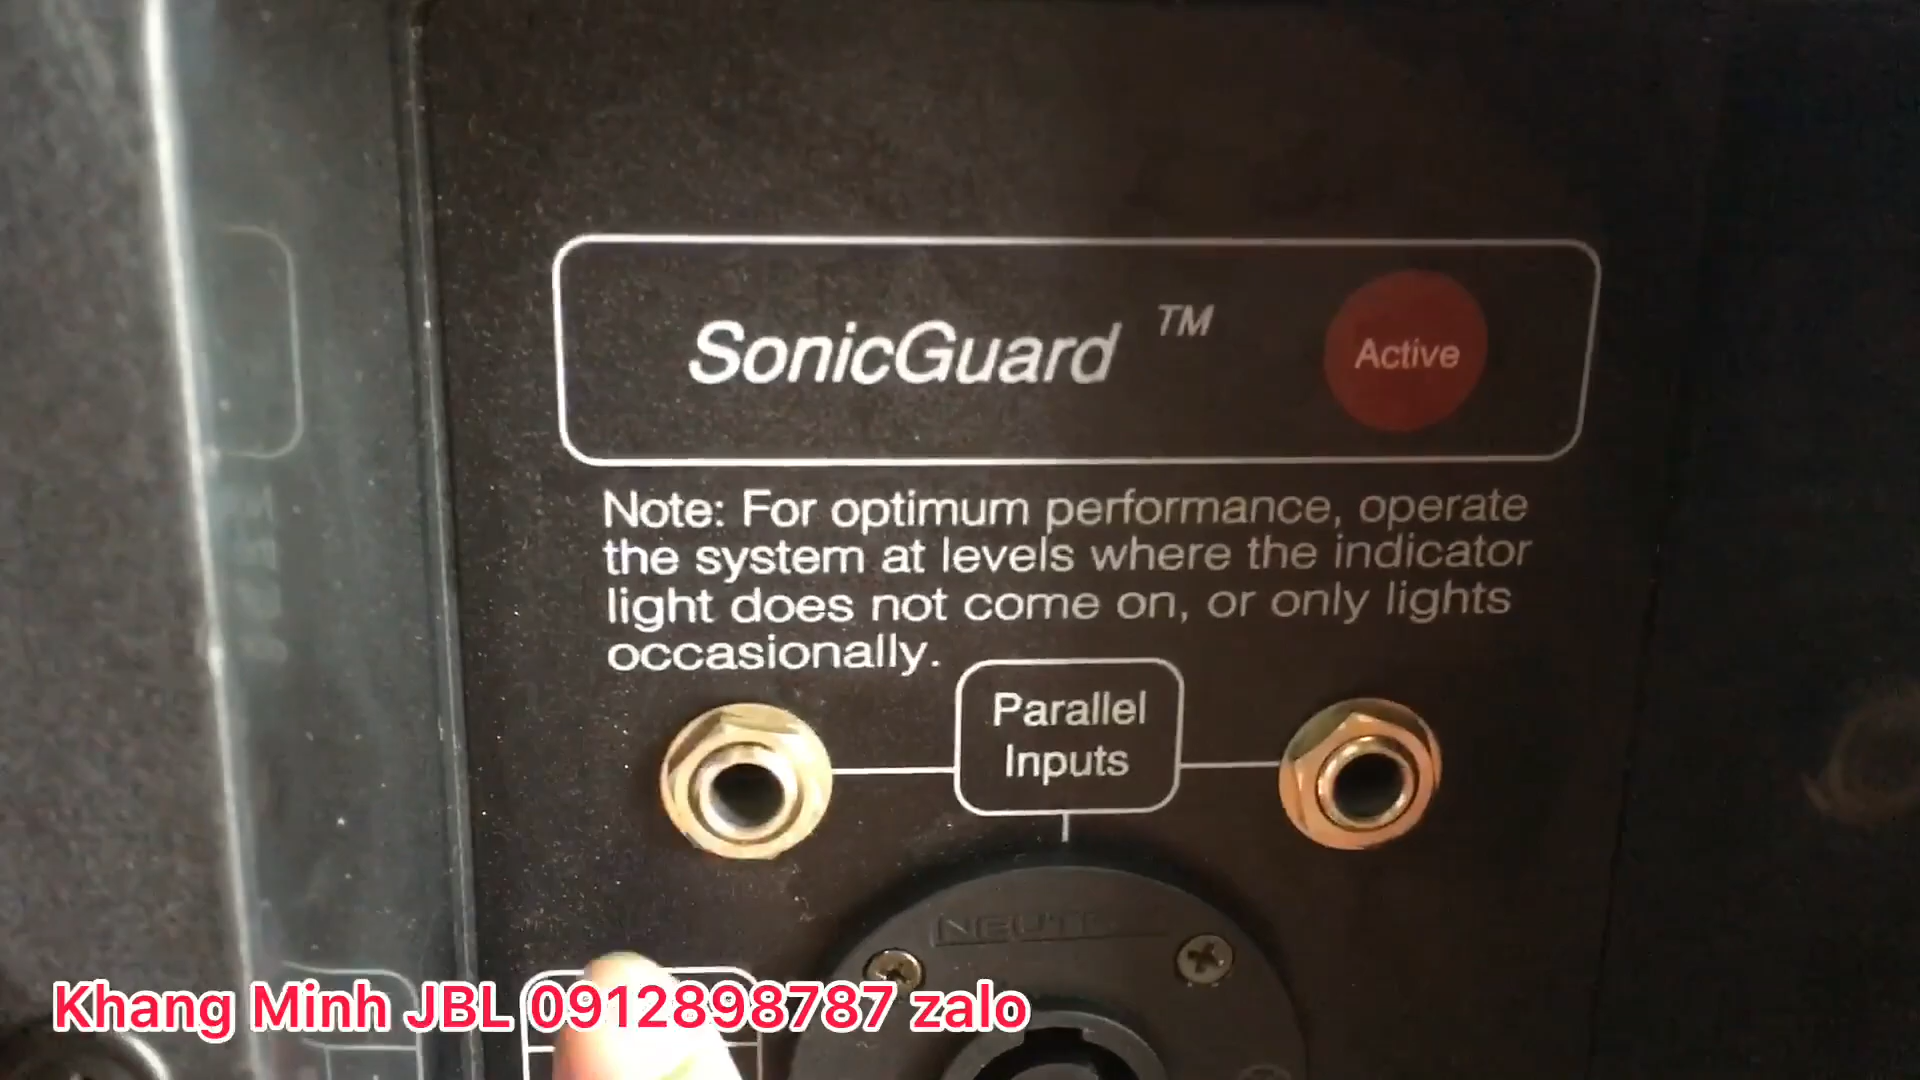 SonicGuard TM
Active
Note: For optimum performance, operate
the system at levels where the indicator
light does not come on, or only lights
occasionally.
Parallel
Inputs
Khang Minh JBL 0912898787 zalo